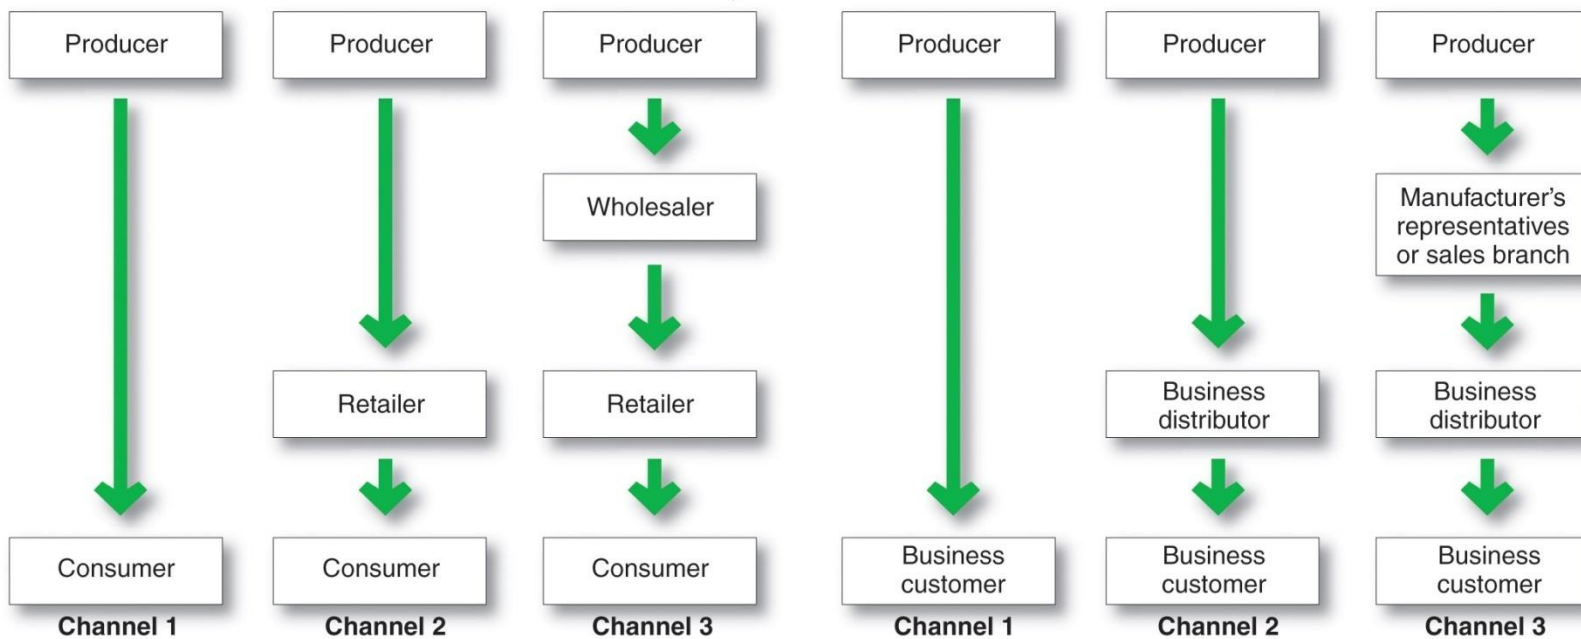 Producer
Producer
Producer
Producer
Producer
Producer
Wholesaler
Manufacturer's
representatives
or sales branch
Retailer
Retailer
Business
distributor
Business
distributor
Consumer
Consumer
Consumer
Business
customer
Business
customer
Business
customer
Channel 1
Channel 2
Channel 3
Channel 1
Channel 2
Channel 3